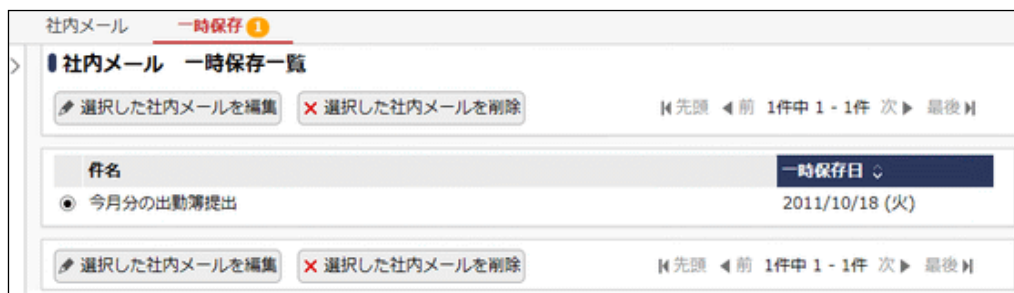 社内メール 一時保存 1
社内メール 一時保存一覧
選択した社内メールを編集 選択した社内メールを削除 先頭 前 1件中 1 - 1件 次 最後
件名 一時保存日
今月分の出勤簿提出 2011/10/18 (火)
選択した社内メールを編集 選択した社内メールを削除 先頭 前 1件中 1 - 1件 次 最後